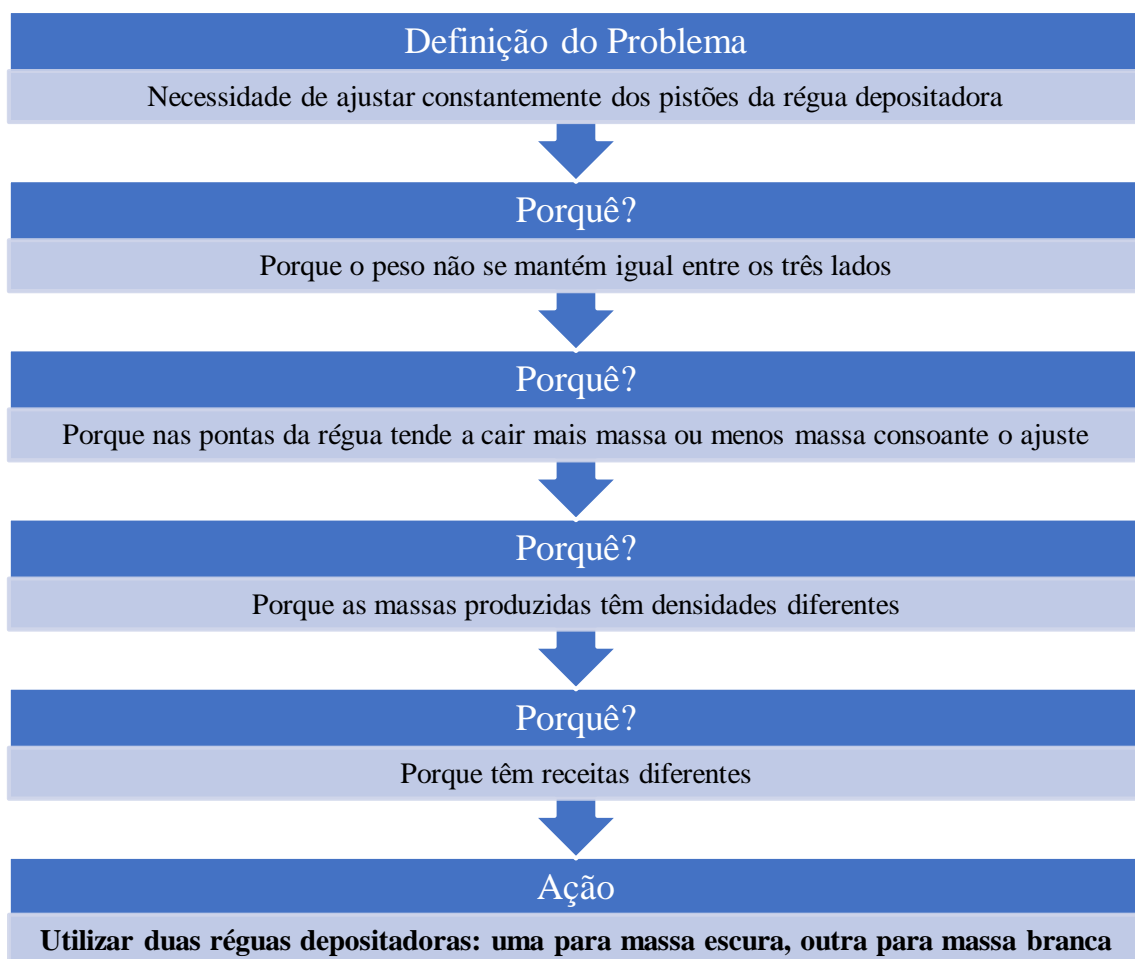 Definição do Problema
Necessidade de ajustar constantemente dos pistões da régua depositadora
Porquê?
Porque o peso não se mantém igual entre os três lados
Porquê?
Porque nas pontas da régua tende a cair mais massa ou menos massa consoante o ajuste
Porquê?
Porque as massas produzidas têm densidades diferentes
Porquê?
Porque têm receitas diferentes
Ação
Utilizar duas réguas depositadoras: uma para massa escura, outra para massa branca